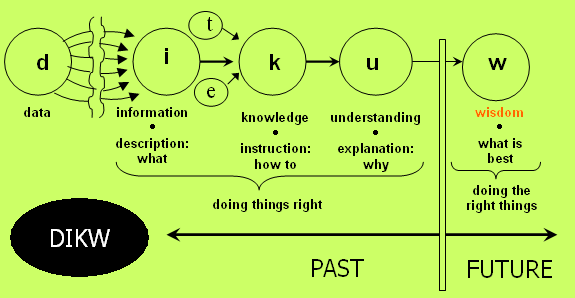 t
d
i
k
u
w
e
data
information
description:
what
knowledge
instruction:
how to
understanding
explanation:
why
wisdom
what is
best
doing things right
doing the
right things
DIKW
PAST
FUTURE